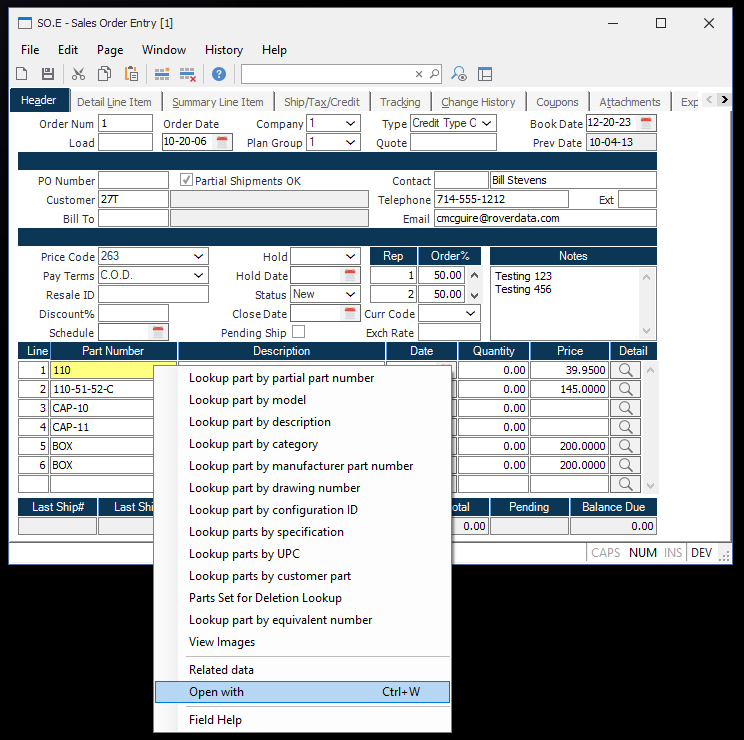 SO.E - Sales Order Entry [1]
File Edit Page Window History Help
Header Detail Line Item Summary Line Item Ship/Tax/Credit Tracking Change History Coupons Attachments Exp
Order Num 1 Order Date Company 1 Type Credit Type O Book Date 12-20-23
Load 10-20-06 Plan Group 1 Quote Prev Date 10-04-13
PO Number Partial Shipments OK Contact Bill Stevens
Customer 27T Telephone 714-555-1212 Ext
Bill To Email cmcguire@roverdata.com
Price Code 263 Hold Rep Order% Notes
Pay Terms C.O.D. Hold Date 1 50.00 Testing 123
Resale ID Status New 2 50.00 Testing 456
Discount% Close Date Curr Code
Schedule Pending Ship Exch Rate
Line Part Number Description Date Quantity Price Detail
1 110 0.00 39.9500
2 110-51-52-C 0.00 145.0000
3 CAP-10 0.00
4 CAP-11 0.00
5 BOX 0.00 200.0000
6 BOX 0.00 200.0000
Last Ship# Last Shi otal Pending Balance Due
0.00 0.00
CAPS NUM INS DEV
Lookup part by partial part number
Lookup part by model
Lookup part by description
Lookup part by category
Lookup part by manufacturer part number
Lookup part by drawing number
Lookup part by configuration ID
Lookup parts by specification
Lookup parts by UPC
Lookup parts by customer part
Parts Set for Deletion Lookup
Lookup part by equivalent number
View Images
Related data
Open with Ctrl+W
Field Help